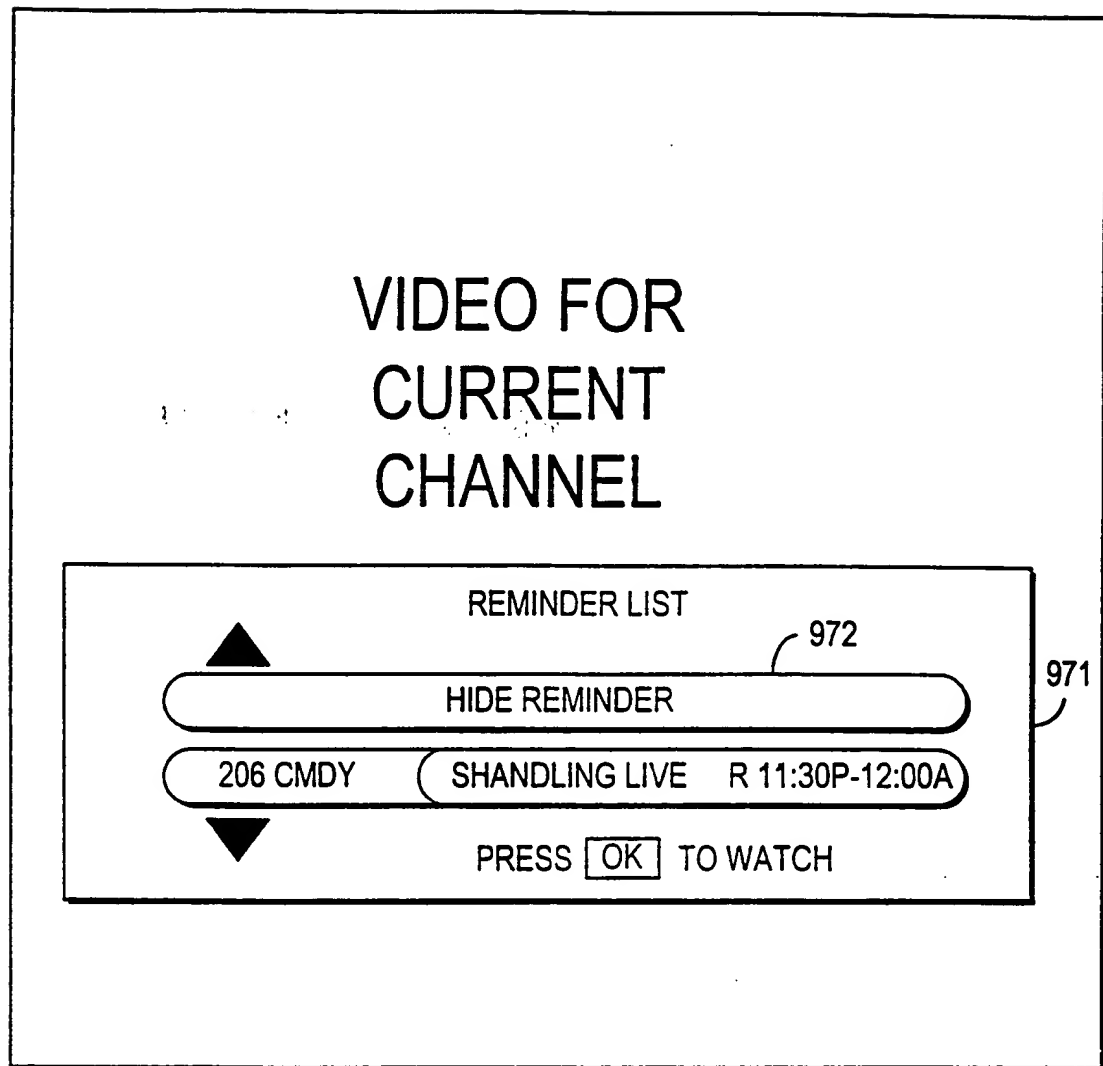 VIDEO FOR
CURRENT
CHANNEL
REMINDER LIST
972
971
HIDE REMINDER
206 CMDY SHANDLING LIVE R 11:30P-12:00A
PRESS OK TO WATCH